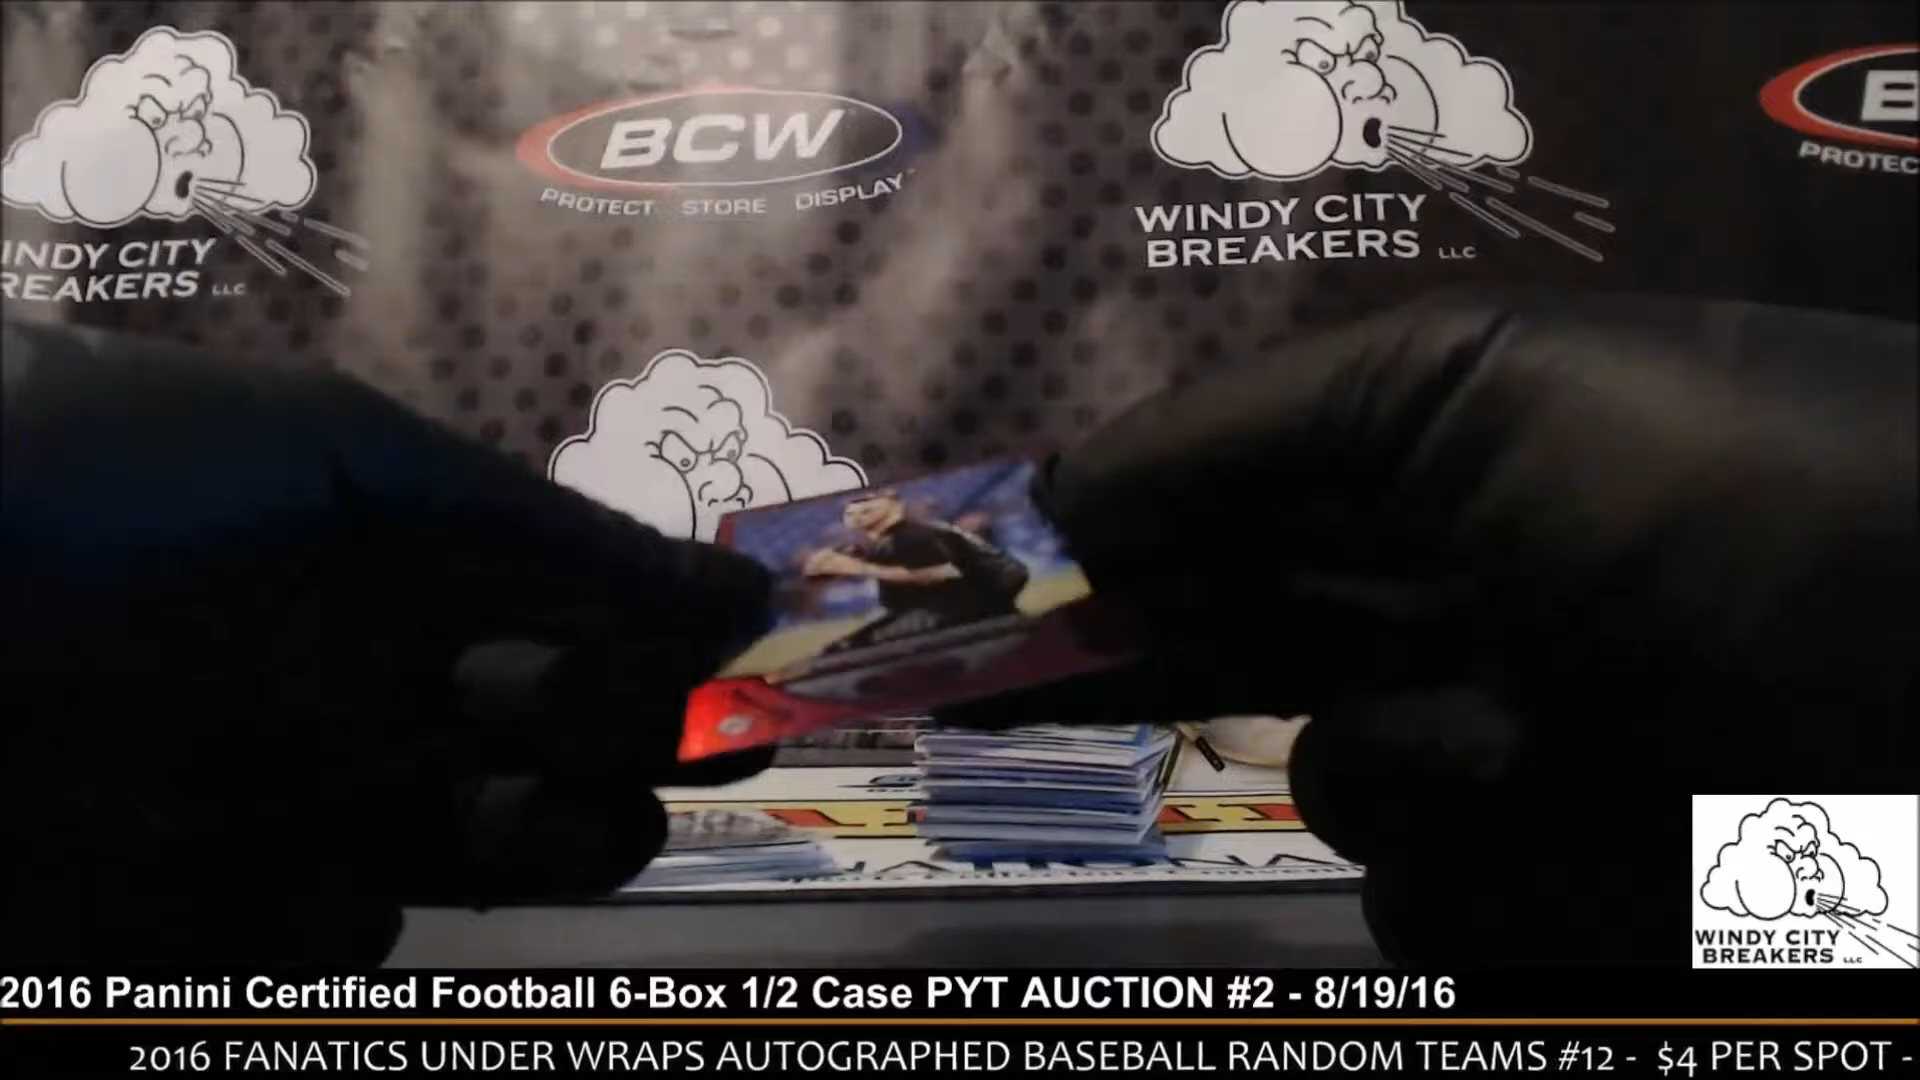 BCW
PROTECT STORE DISPLAY
PROTEC
WINDY CITY
BREAKERS LLC
INDY CITY
REAKERS LLC
WINDY CITY
BREAKERS LLC
2016 Panini Certified Football 6-Box 1/2 Case PYT AUCTION #2 - 8/19/16
2016 FANATICS UNDER WRAPS AUTOGRAPHED BASEBALL RANDOM TEAMS #12 - $4 PER SPOT -